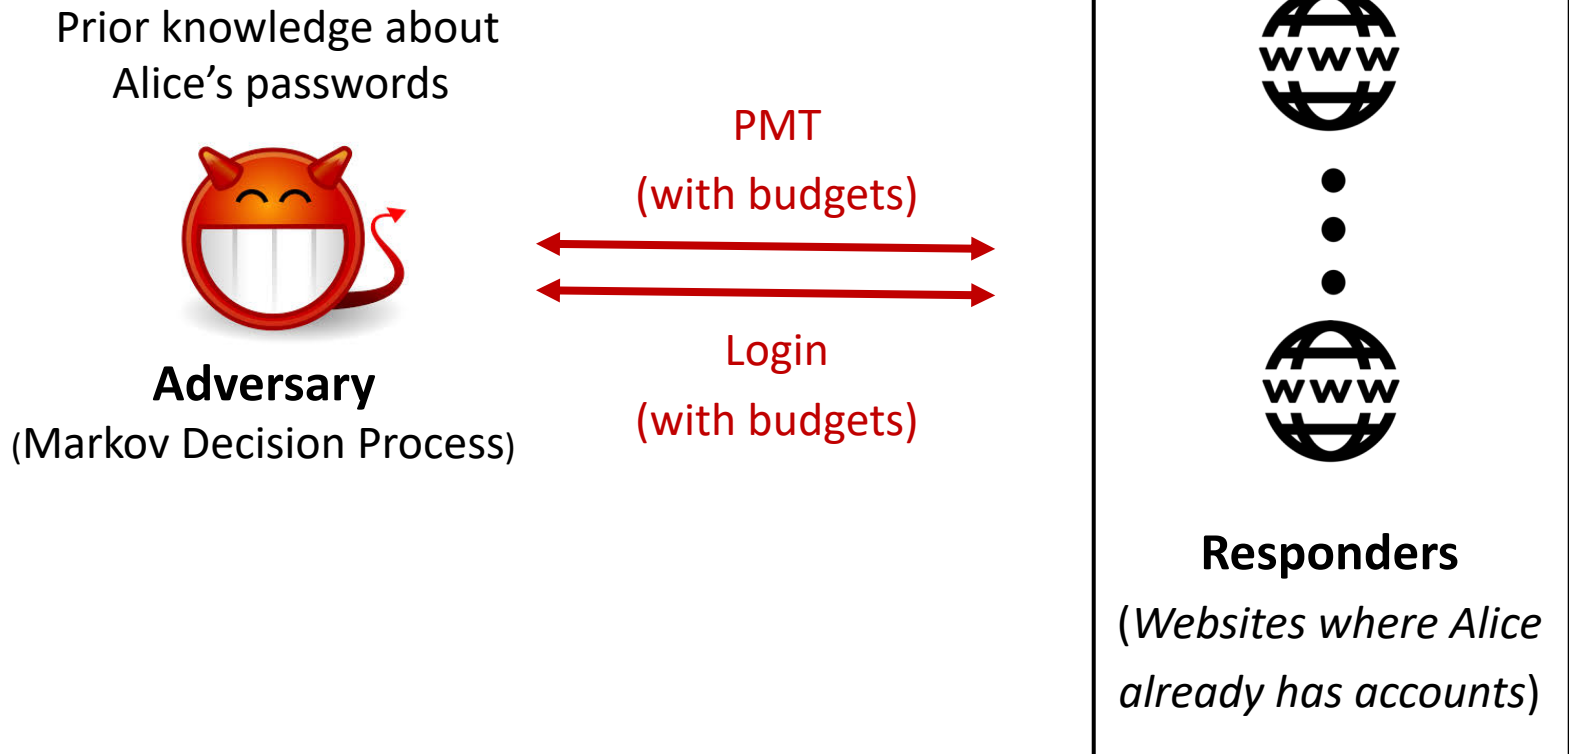 Prior knowledge about
Alice's passwords
PMT
(with budgets)
Login
(with budgets)
Adversary
(Markov Decision Process)
WWW
WWW
Responders
(Websites where Alice
already has accounts)